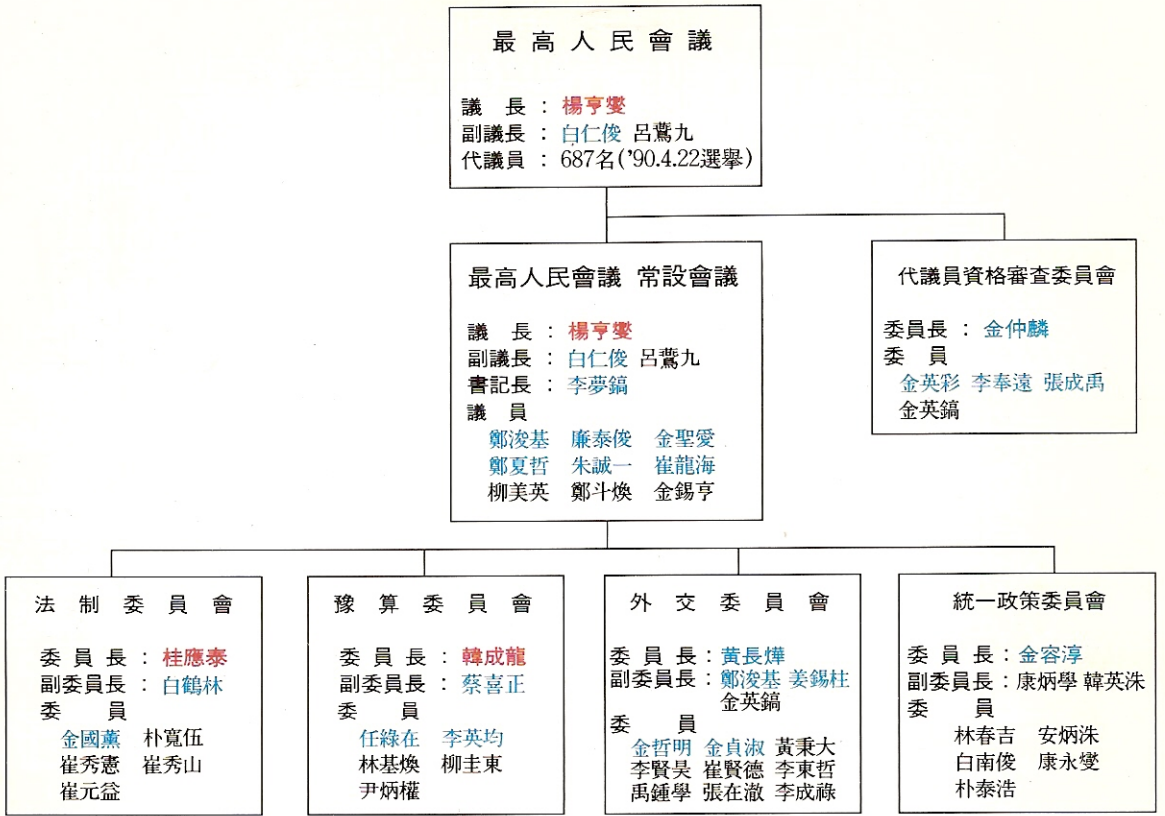 最高人民會議
議長：楊亨燮
副議長：白仁俊 呂鷰九
代議員：687名('90.4.22選擧)
最高人民會議 常設會議
議長：楊亨燮
副議長：白仁俊 呂鷰九
書記長：李夢鎬
議員
鄭浚基 廉泰俊 金聖愛
鄭夏哲 朱誠一 崔龍海
柳美英 鄭斗煥 金錫亨
代議員資格審査委員會
委員長：金仲麟
委員
金英彩 李奉遠 張成禹
金英鎬
法制委員會
委員長：桂應泰
副委員長：白鶴林
委員
金國薰 朴寬伍
崔秀憲 崔秀山
崔元益
豫算委員會
委員長：韓成龍
副委員長：蔡喜正
委員
任綠在 李英均
林基煥 柳圭東
尹炳權
外交委員會
委員長：黃長燁
副委員長：鄭浚基 姜錫柱
金英鎬
委員
金哲明 金貞淑 黃秉大
李賢昊 崔賢德 李東哲
禹鍾學 張在澈 李成祿
統一政策委員會
委員長：金容淳
副委員長：康炳學 韓英洙
委員
林春吉 安炳洙
白南俊 康永燮
朴泰浩